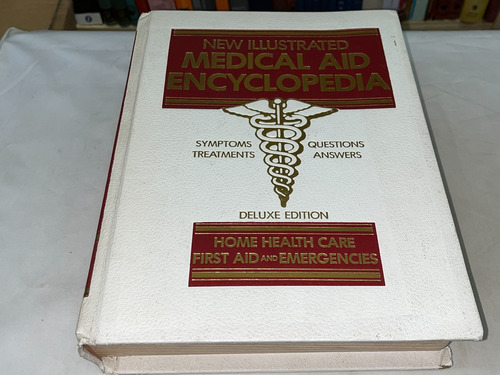 NEW ILLUSTRATED
MEDICAL AID
ENCYCLOPEDIA
SYMPTOMS QUESTIONS
TREATMENTS ANSWERS
DELUXE EDITION
HOME HEALTH CARE
FIRST AID AND EMERGENCIES